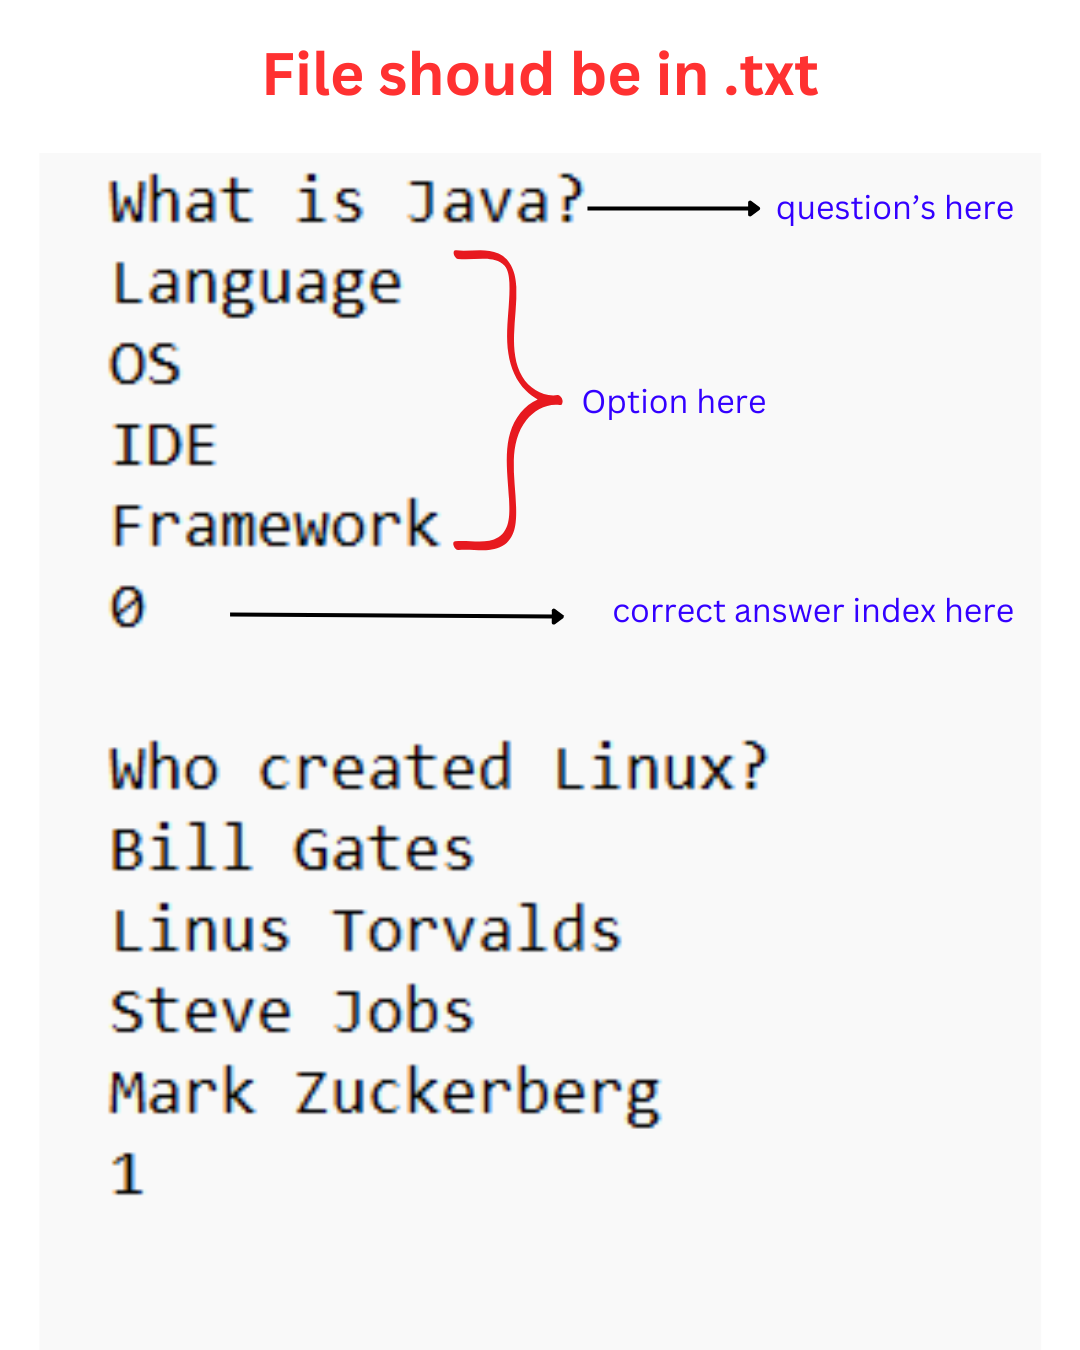 File shoud be in .txt
What is Java? question’s here
Language
OS
Option here
IDE
Framework
0 correct answer index here
Who created Linux?
Bill Gates
Linus Torvalds
Steve Jobs
Mark Zuckerberg
1